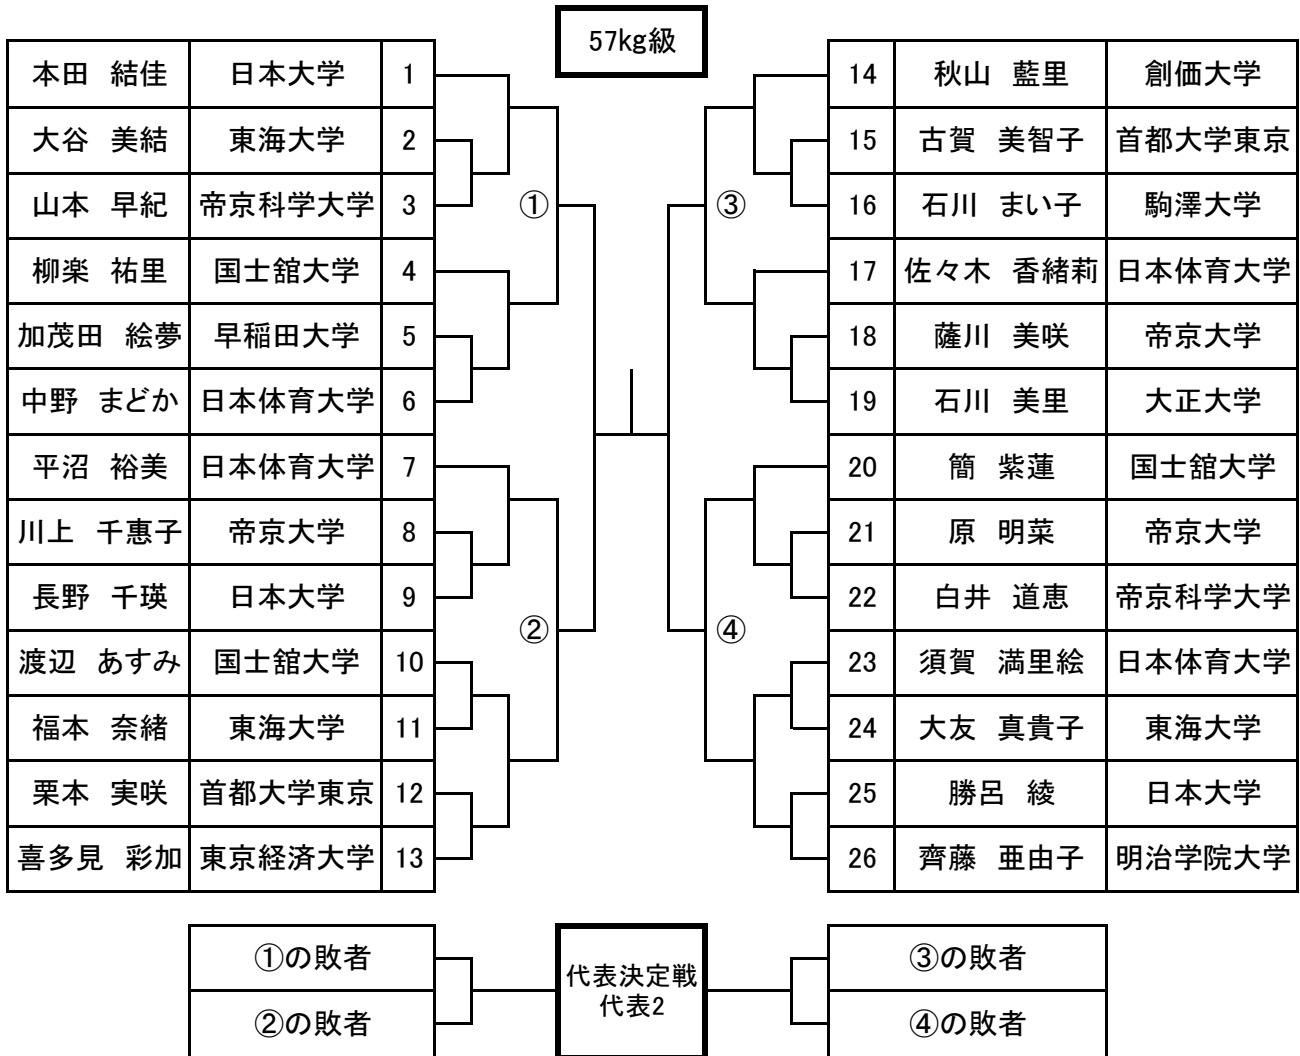 57kg級
本田 結佳 日本大学 1
大谷 美結 東海大学 2
山本 早紀 帝京科学大学 3
柳楽 祐里 国士舘大学 4
加茂田 絵夢 早稲田大学 5
中野 まどか 日本体育大学 6
平沼 裕美 日本体育大学 7
川上 千惠子 帝京大学 8
長野 千瑛 日本大学 9
渡辺 あすみ 国士舘大学 10
福本 奈緒 東海大学 11
栗本 実咲 首都大学東京 12
喜多見 彩加 東京経済大学 13
①
②
③
④
14 秋山 藍里 創価大学
15 古賀 美智子 首都大学東京
16 石川 まい子 駒澤大学
17 佐々木 香緒莉 日本体育大学
18 薩川 美咲 帝京大学
19 石川 美里 大正大学
20 簡 紫蓮 国士舘大学
21 原 明菜 帝京大学
22 白井 道恵 帝京科学大学
23 須賀 満里絵 日本体育大学
24 大友 真貴子 東海大学
25 勝呂 綾 日本大学
26 齊藤 亜由子 明治学院大学
①の敗者
②の敗者
代表決定戦
代表2
③の敗者
④の敗者